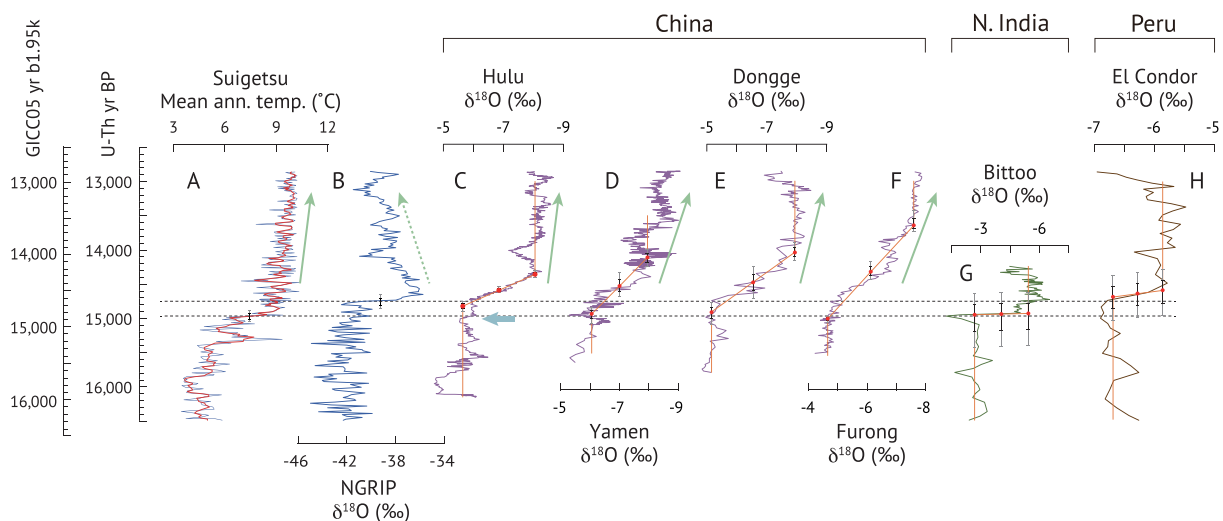 China
N. India
Peru
GICC05 yr b1.95k
U-Th yr BP
Suigetsu
Mean ann. temp. (˚C)
Hulu
δ18O (‰)
Dongge
δ18O (‰)
El Condor
δ18O (‰)
3 6 9 12
-5 -7 -9
-5 -7 -9
-7 -6 -5
A
B
C
D
E
F
Bittoo
δ18O (‰)
H
-3 -6
G
13,000
14,000
15,000
16,000
13,000
14,000
15,000
16,000
-5 -7 -9
Yamen
δ18O (‰)
-4 -6 -8
Furong
δ18O (‰)
-46 -42 -38 -34
NGRIP
δ18O (‰)